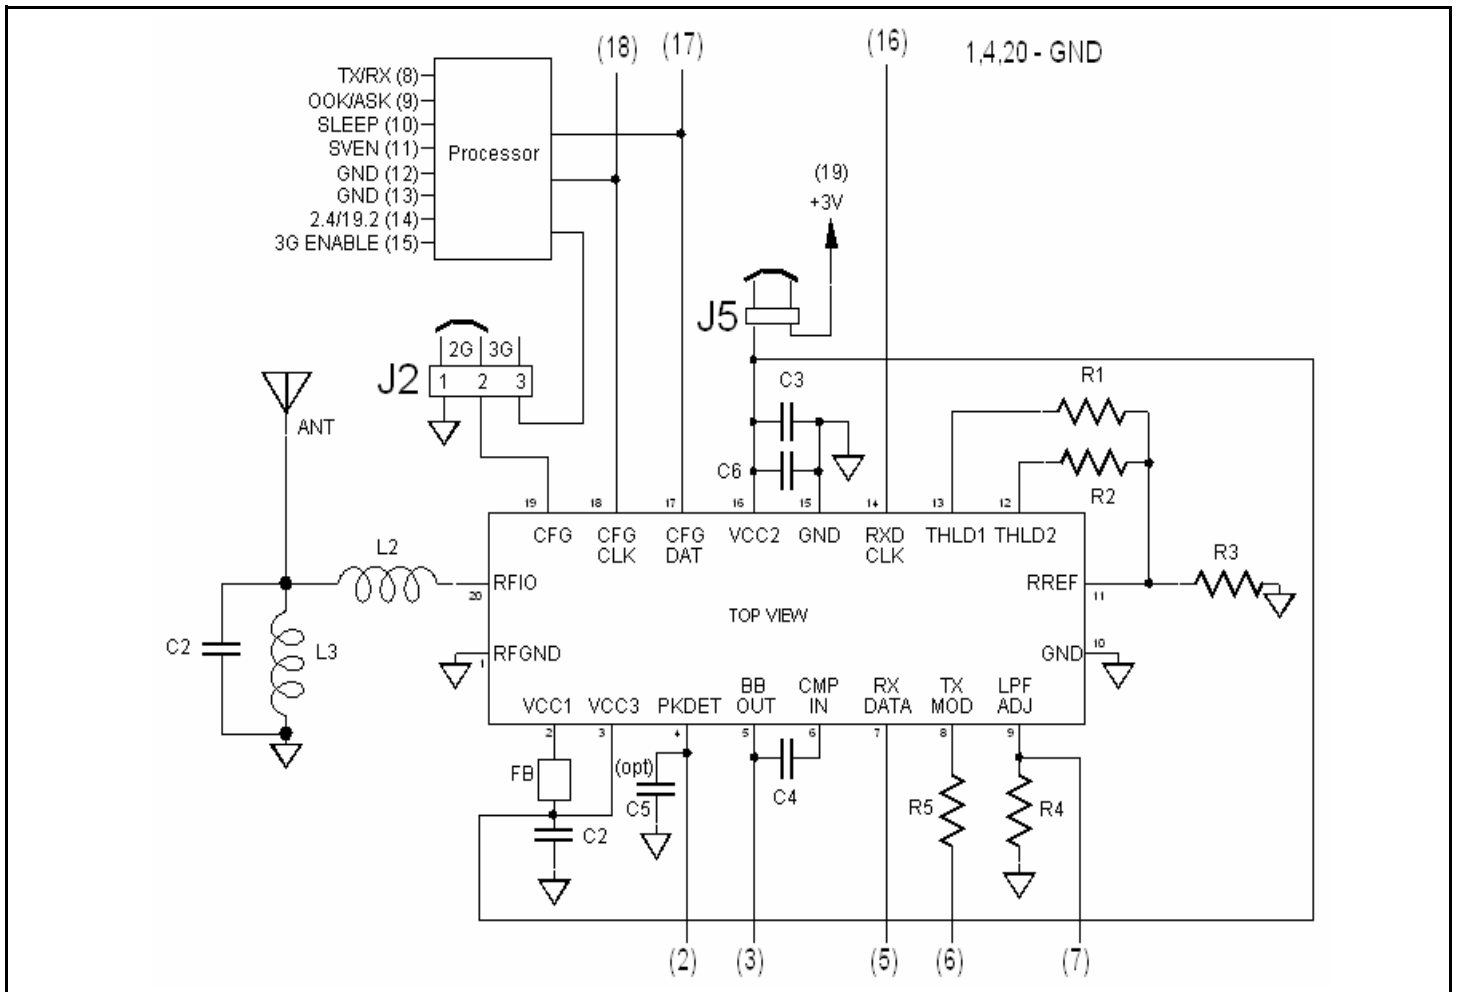 (18)
(17)
(16)
1,4,20 - GND
TX/RX (8)
OOK/ASK (9)
SLEEP (10)
SVEN (11)
GND (12)
GND (13)
2.4/19.2 (14)
3G ENABLE (15)
Processor
(19)
+3V
J5
J2
2G
3G
1
2
3
ANT
C3
C6
R1
R2
R3
19
18
17
16
15
14
13
12
CFG
CFG
CLK
CFG
DAT
VCC2
GND
RXD
CLK
THLD1
THLD2
L2
RFIO
20
RREF
11
TOP VIEW
C2
L3
RFGND
1
GND
10
VCC1
VCC3
PKDET
BB
OUT
CMP
IN
RX
DATA
TX
MOD
LPF
ADJ
2
3
4
5
6
7
8
9
FB
(opt)
C5
C2
C4
R5
R4
(2)
(3)
(5)
(6)
(7)